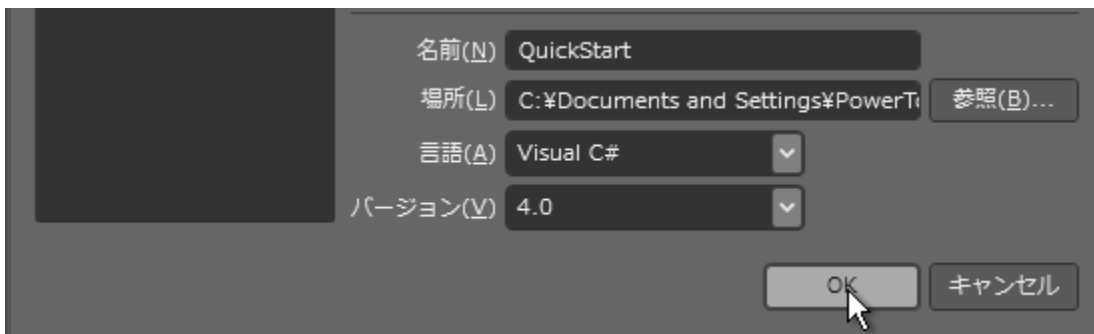 名前(N) QuickStart
場所(L) C:¥Documents and Settings¥PowerT 参照(B)...
言語(A) Visual C#
バージョン(V) 4.0
OK キャンセル